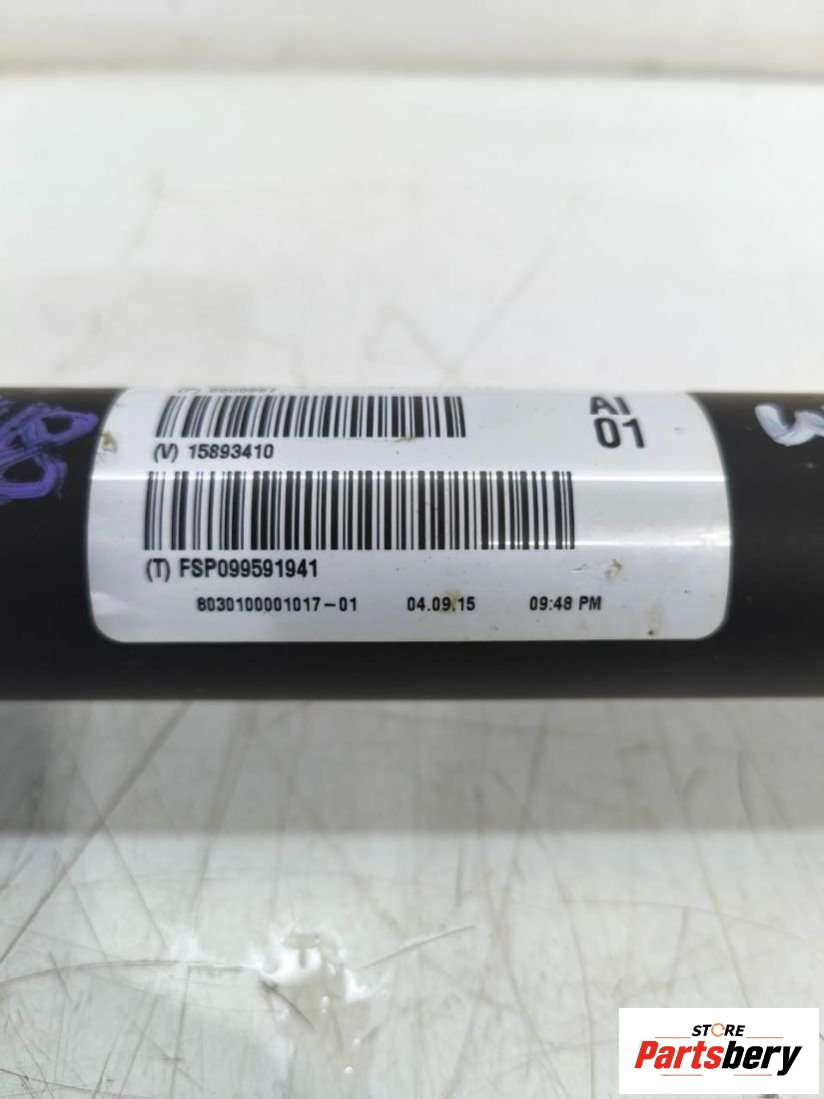 AI
01
(V) 15893410
(T) FSP099591941
8030100001017-01 04.09.15 09:48 PM
STORE
Partsbery